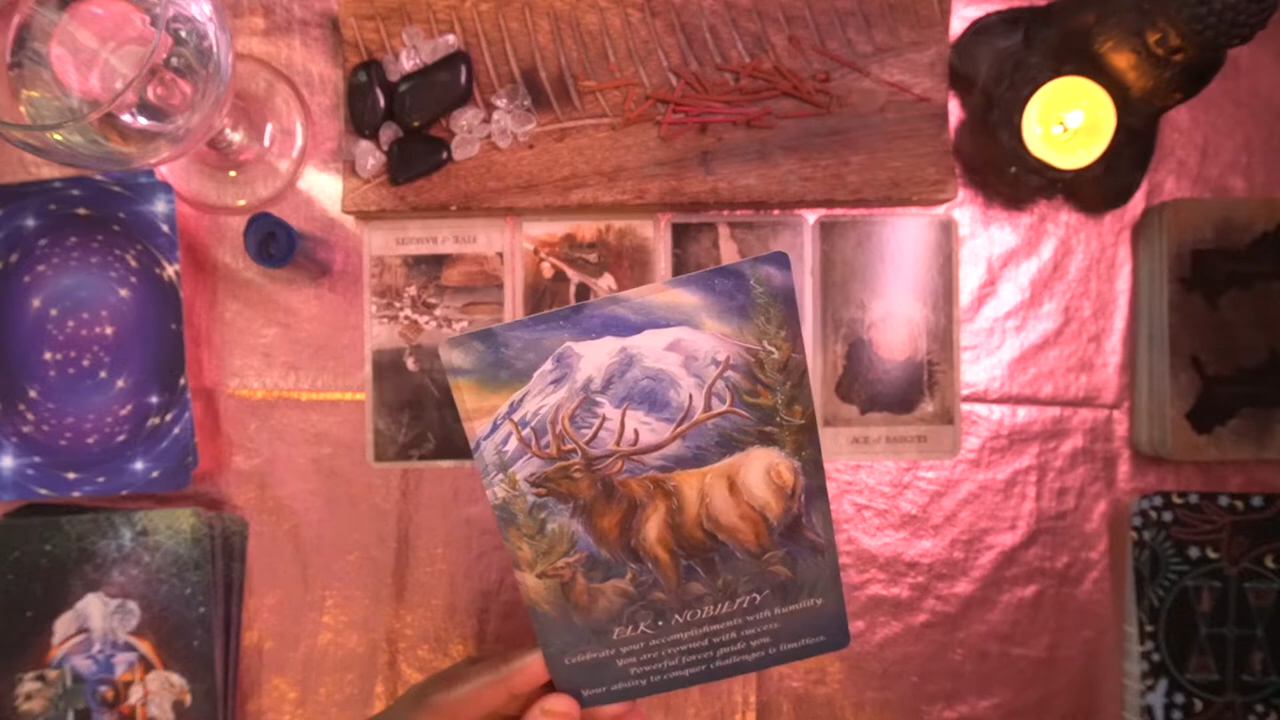 FIVE of BASKETS
ACE of BASKETS
ELK • NOBILITY
Celebrate your accomplishments with humility.
You are crowned with success.
Powerful forces guide you.
Your ability to conquer challenges is limitless.